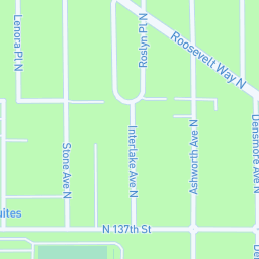 Lenora Pl N
Roslyn Pl N
Roosevelt Way N
Interlake Ave N
Stone Ave N
Ashworth Ave N
Densmore Ave N
uites
N 137th St